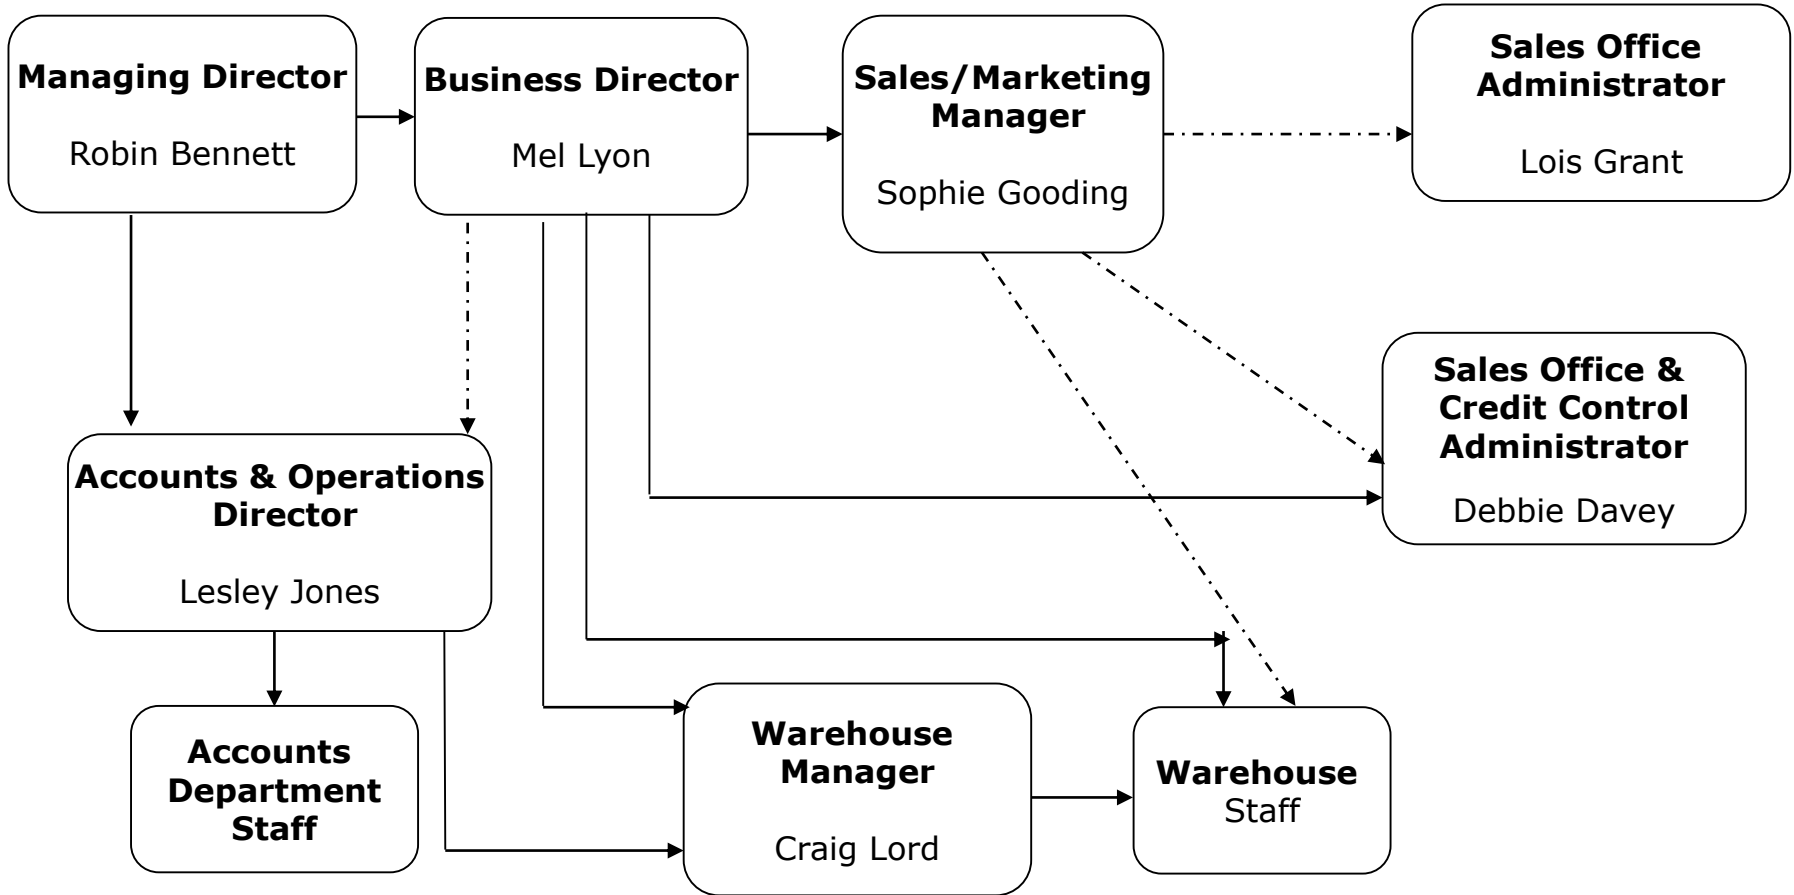 Managing Director
Robin Bennett
Business Director
Mel Lyon
Sales/Marketing
Manager
Sophie Gooding
Sales Office
Administrator
Lois Grant
Sales Office &
Credit Control
Administrator
Debbie Davey
Accounts & Operations
Director
Lesley Jones
Accounts
Department
Staff
Warehouse
Manager
Craig Lord
Warehouse
Staff